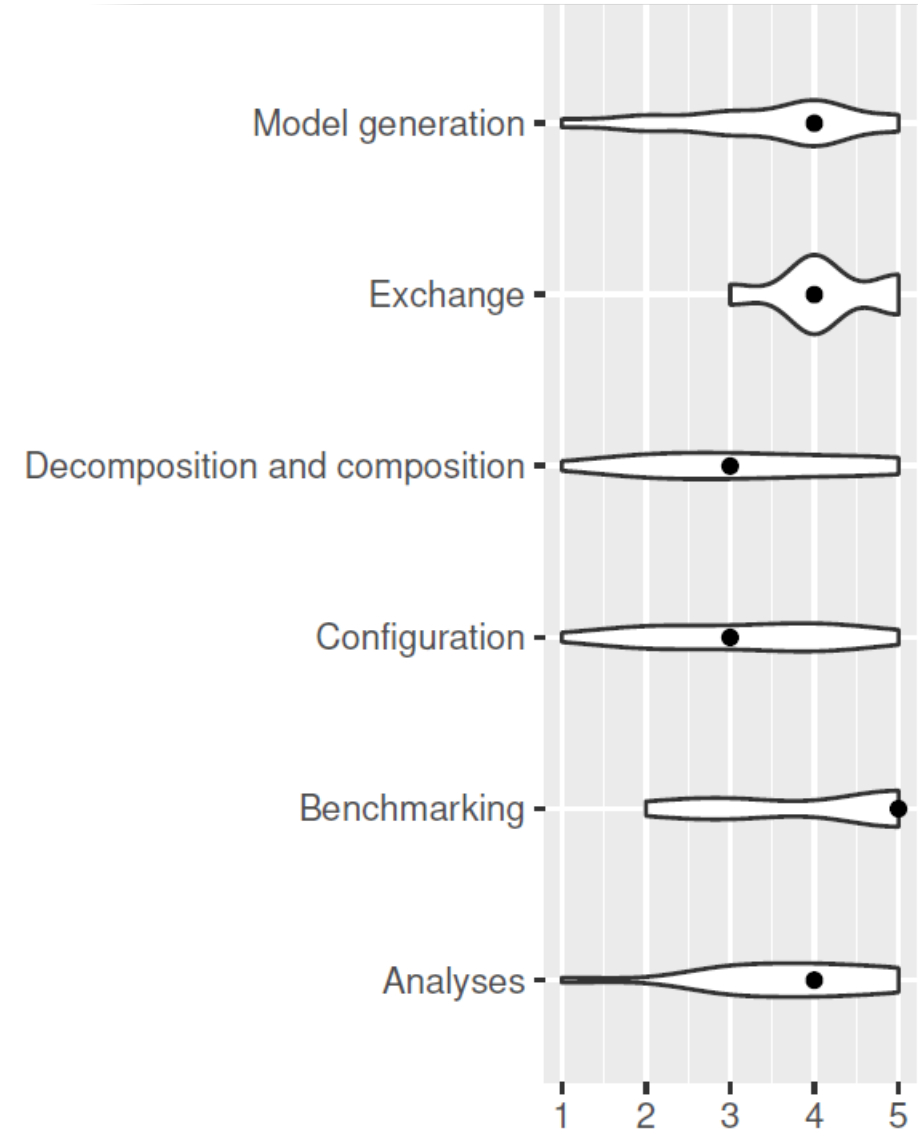 Model generation
Exchange
Decomposition and composition
Configuration
Benchmarking
Analyses
1 2 3 4 5